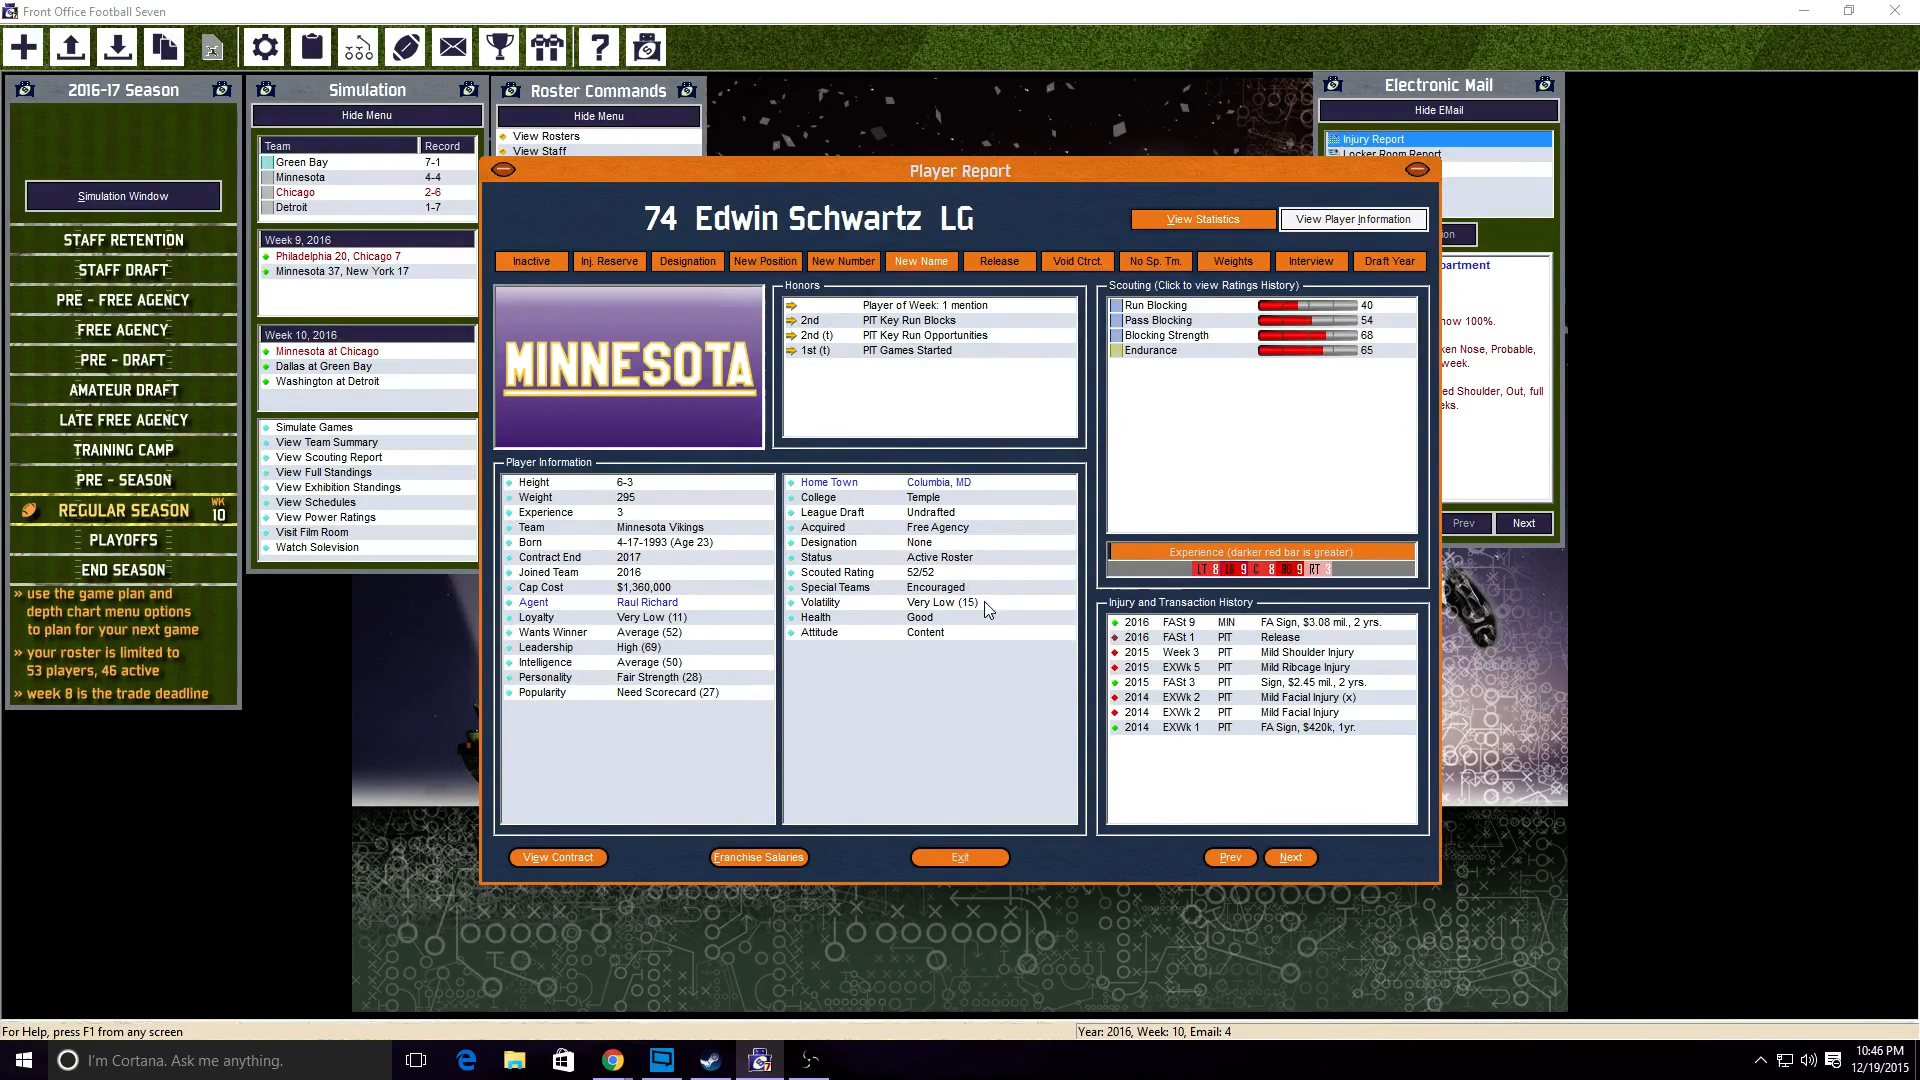 Front Office Football Seven
2016-17 Season
Simulation Window
STAFF RETENTION
STAFF DRAFT
PRE - FREE AGENCY
FREE AGENCY
PRE - DRAFT
AMATEUR DRAFT
LATE FREE AGENCY
TRAINING CAMP
PRE - SEASON
REGULAR SEASON WK 10
PLAYOFFS
END SEASON
» use the game plan and
depth chart menu options
to plan for your next game
» your roster is limited to
53 players, 46 active
» week 8 is the trade deadline
Simulation
Hide Menu
Team Record
Green Bay 7-1
Minnesota 4-4
Chicago 2-6
Detroit 1-7
Week 9, 2016
Philadelphia 20, Chicago 7
Minnesota 37, New York 17
Week 10, 2016
Minnesota at Chicago
Dallas at Green Bay
Washington at Detroit
Simulate Games
View Team Summary
View Scouting Report
View Full Standings
View Exhibition Standings
View Schedules
View Power Ratings
Visit Film Room
Watch Solevision
Roster Commands
Hide Menu
View Rosters
View Staff
Electronic Mail
Hide EMail
Injury Report
Locker Room Report
partment
now 100%.
ken Nose, Probable,
week.
ed Shoulder, Out, full
eks.
Prev Next
Player Report
74 Edwin Schwartz LG
View Statistics View Player Information
Inactive Inj. Reserve Designation New Position New Number New Name Release Void Ctrct. No Sp. Tm. Weights Interview Draft Year
MINNESOTA
Honors
Player of Week: 1 mention
2nd PIT Key Run Blocks
2nd (t) PIT Key Run Opportunities
1st (t) PIT Games Started
Scouting (Click to view Ratings History)
Run Blocking 40
Pass Blocking 54
Blocking Strength 68
Endurance 65
Experience (darker red bar is greater)
LT 8 LG 9 C 8 RG 9 RT 3
Player Information
Height 6-3
Weight 295
Experience 3
Team Minnesota Vikings
Born 4-17-1993 (Age 23)
Contract End 2017
Joined Team 2016
Cap Cost $1,360,000
Agent Raul Richard
Loyalty Very Low (11)
Wants Winner Average (52)
Leadership High (69)
Intelligence Average (50)
Personality Fair Strength (28)
Popularity Need Scorecard (27)
Home Town Columbia, MD
College Temple
League Draft Undrafted
Acquired Free Agency
Designation None
Status Active Roster
Scouted Rating 52/52
Special Teams Encouraged
Volatility Very Low (15)
Health Good
Attitude Content
Injury and Transaction History
2016 FASt 9 MIN FA Sign, $3.08 mil., 2 yrs.
2016 FASt 1 PIT Release
2015 Week 3 PIT Mild Shoulder Injury
2015 EXWk 5 PIT Mild Ribcage Injury
2015 FASt 3 PIT Sign, $2.45 mil., 2 yrs.
2014 EXWk 2 PIT Mild Facial Injury (x)
2014 EXWk 2 PIT Mild Facial Injury
2014 EXWk 1 PIT FA Sign, $420k, 1yr.
View Contract Franchise Salaries Exit Prev Next
For Help, press F1 from any screen
Year: 2016, Week: 10, Email: 4
I'm Cortana. Ask me anything.
10:46 PM
12/19/2015